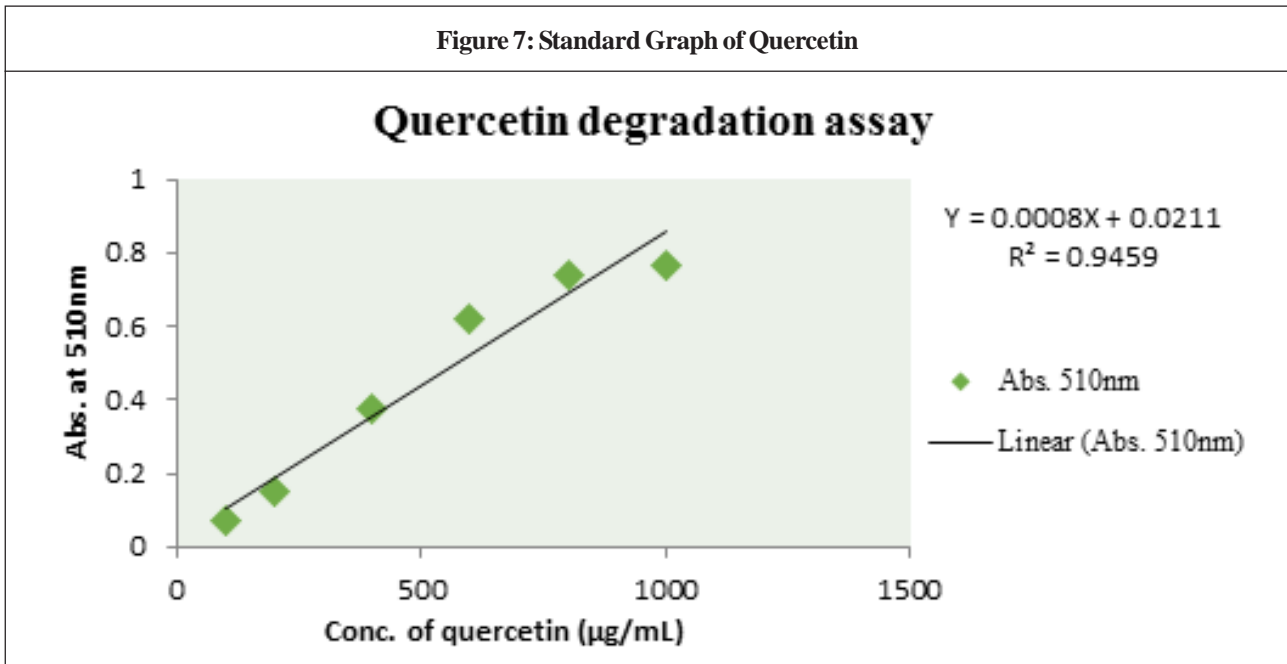 Figure 7: Standard Graph of Quercetin
Quercetin degradation assay
1
0.8
0.6
0.4
0.2
0
Abs. at 510nm
0 500 1000 1500
Conc. of quercetin (µg/mL)
Y = 0.0008X + 0.0211
R² = 0.9459
Abs. 510nm
Linear (Abs. 510nm)